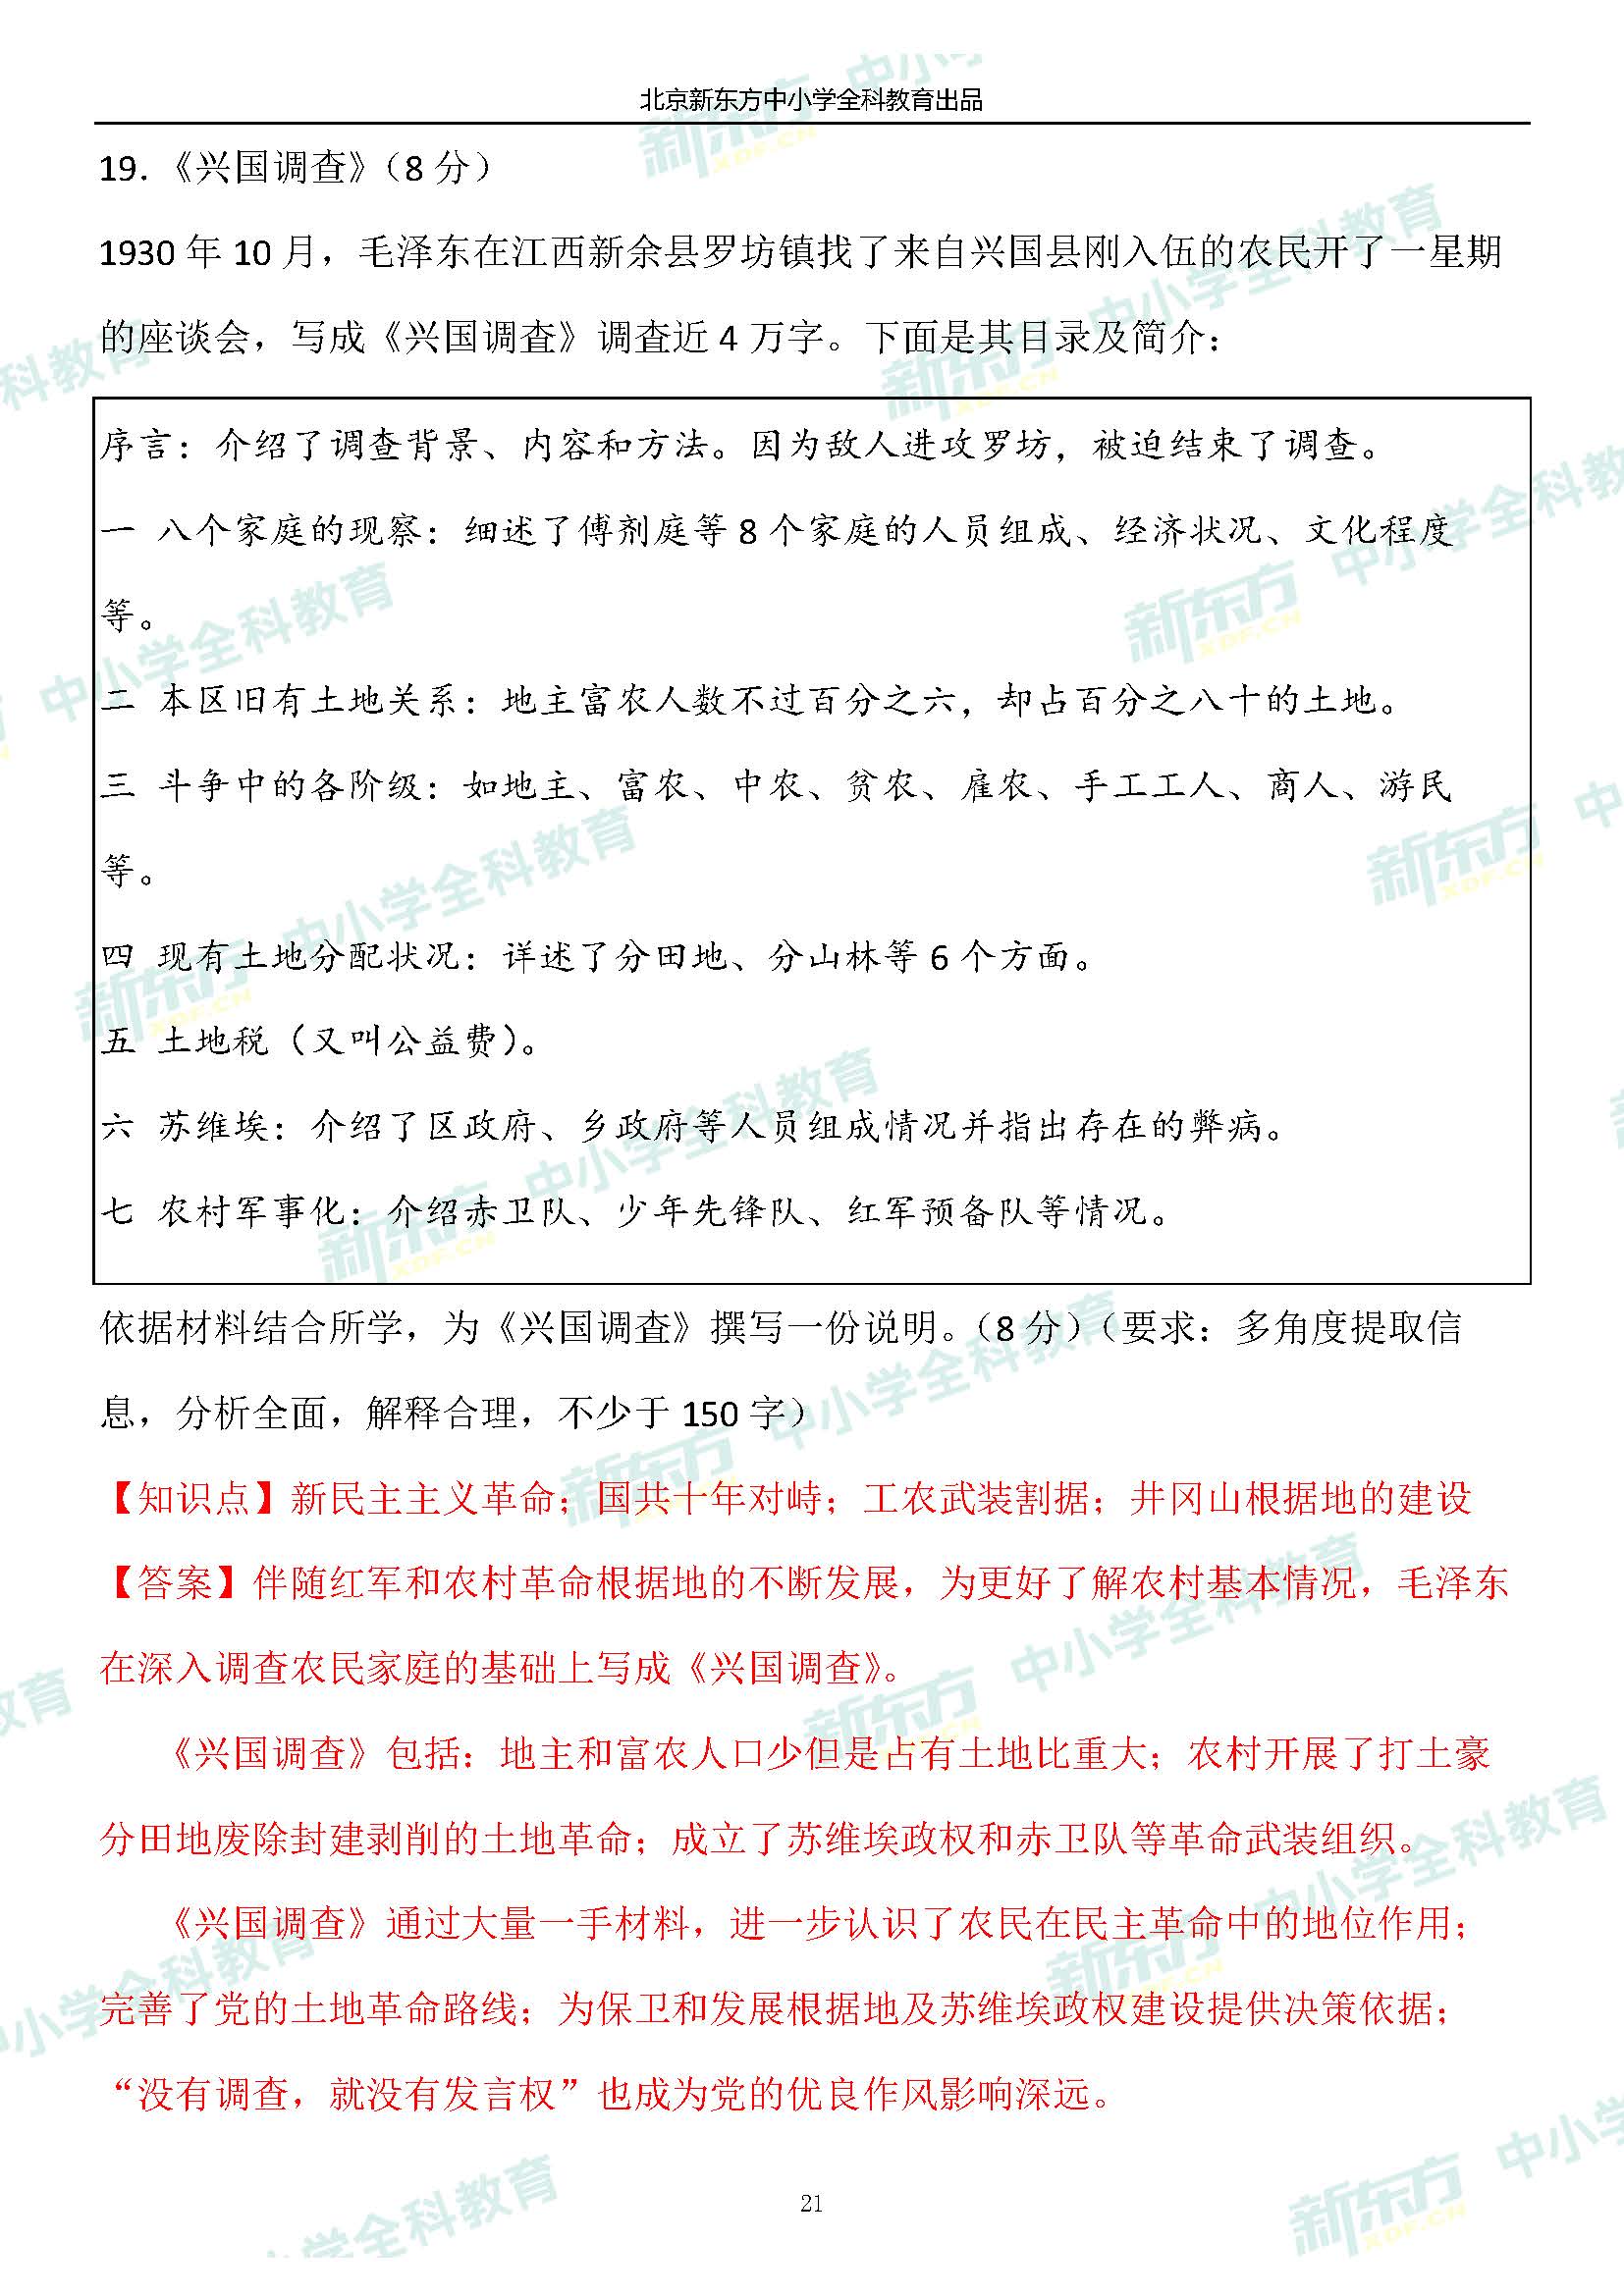 北京新东方中小学全科教育出品
19.《兴国调查》（8 分）
1930 年 10 月，毛泽东在江西新余县罗坊镇找了来自兴国县刚入伍的农民开了一星期
的座谈会，写成《兴国调查》调查近 4 万字。下面是其目录及简介：
序言：介绍了调查背景、内容和方法。因为敌人进攻罗坊，被迫结束了调查。
一 八个家庭的现察：细述了傅剂庭等 8 个家庭的人员组成、经济状况、文化程度
等。
二 本区旧有土地关系：地主富农人数不过百分之六，却占百分之八十的土地。
三 斗争中的各阶级：如地主、富农、中农、贫农、雇农、手工工人、商人、游民
等。
四 现有土地分配状况：详述了分田地、分山林等 6 个方面。
五 土地税（又叫公益费）。
六 苏维埃：介绍了区政府、乡政府等人员组成情况并指出存在的弊病。
七 农村军事化：介绍赤卫队、少年先锋队、红军预备队等情况。
依据材料结合所学，为《兴国调查》撰写一份说明。（8 分）（要求：多角度提取信
息，分析全面，解释合理，不少于 150 字）
【知识点】新民主主义革命；国共十年对峙；工农武装割据；井冈山根据地的建设
【答案】伴随红军和农村革命根据地的不断发展，为更好了解农村基本情况，毛泽东
在深入调查农民家庭的基础上写成《兴国调查》。
《兴国调查》包括：地主和富农人口少但是占有土地比重大；农村开展了打土豪
分田地废除封建剥削的土地革命；成立了苏维埃政权和赤卫队等革命武装组织。
《兴国调查》通过大量一手材料，进一步认识了农民在民主革命中的地位作用；
完善了党的土地革命路线；为保卫和发展根据地及苏维埃政权建设提供决策依据；
“没有调查，就没有发言权”也成为党的优良作风影响深远。
21
新东方 XDF.CN 中小学全科教育